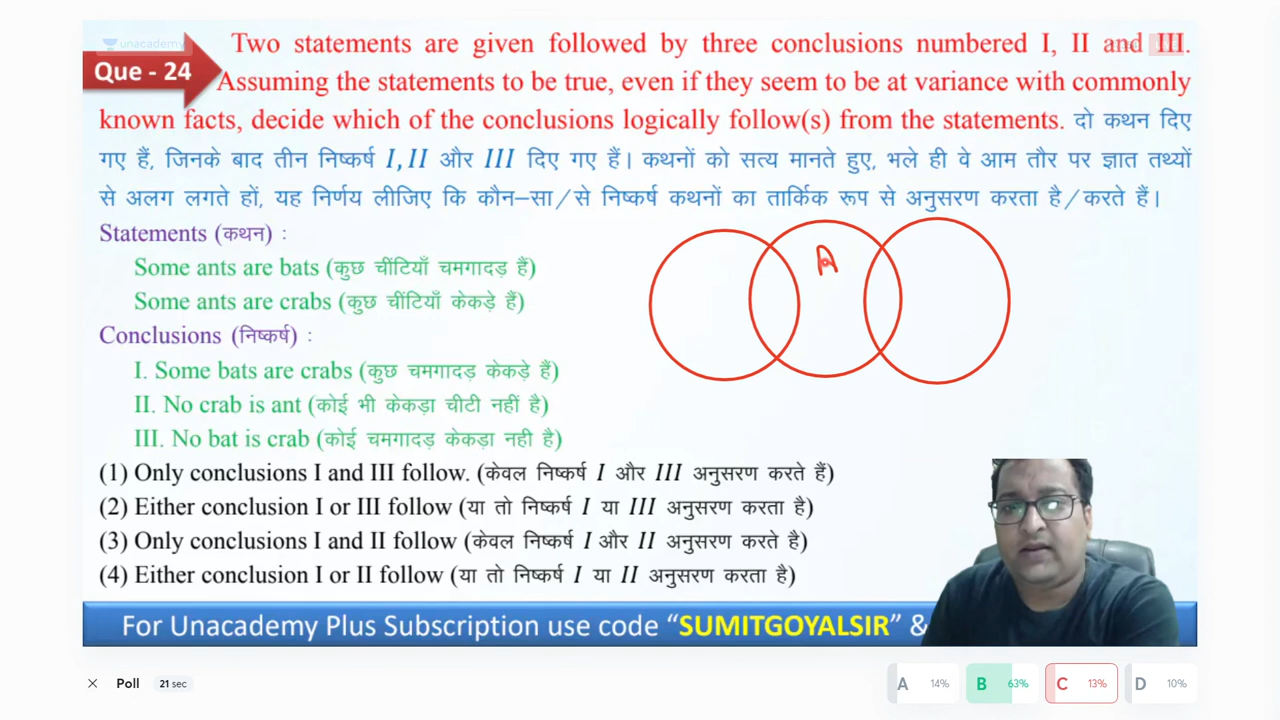 unacademy
Two statements are given followed by three conclusions numbered I, II and III.
Que - 24
Assuming the statements to be true, even if they seem to be at variance with commonly
known facts, decide which of the conclusions logically follow(s) from the statements. दो कथन दिए
गए हैं, जिनके बाद तीन निष्कर्ष I, II और III दिए गए हैं। कथनों को सत्य मानते हुए, भले ही वे आम तौर पर ज्ञात तथ्यों
से अलग लगते हों, यह निर्णय लीजिए कि कौन–सा/से निष्कर्ष कथनों का तार्किक रूप से अनुसरण करता है/करते हैं।
Statements (कथन) :
Some ants are bats (कुछ चींटियाँ चमगादड़ हैं)
Some ants are crabs (कुछ चींटियाँ केकड़े हैं)
A
Conclusions (निष्कर्ष) :
I. Some bats are crabs (कुछ चमगादड़ केकड़े हैं)
II. No crab is ant (कोई भी केकड़ा चीटी नहीं है)
III. No bat is crab (कोई चमगादड़ केकड़ा नही है)
(1) Only conclusions I and III follow. (केवल निष्कर्ष I और III अनुसरण करते हैं)
(2) Either conclusion I or III follow (या तो निष्कर्ष I या III अनुसरण करता है)
(3) Only conclusions I and II follow (केवल निष्कर्ष I और II अनुसरण करते है)
(4) Either conclusion I or II follow (या तो निष्कर्ष I या II अनुसरण करता है)
For Unacademy Plus Subscription use code “SUMITGOYALSIR” &
Poll 21 sec A 14% B 63% C 13% D 10%